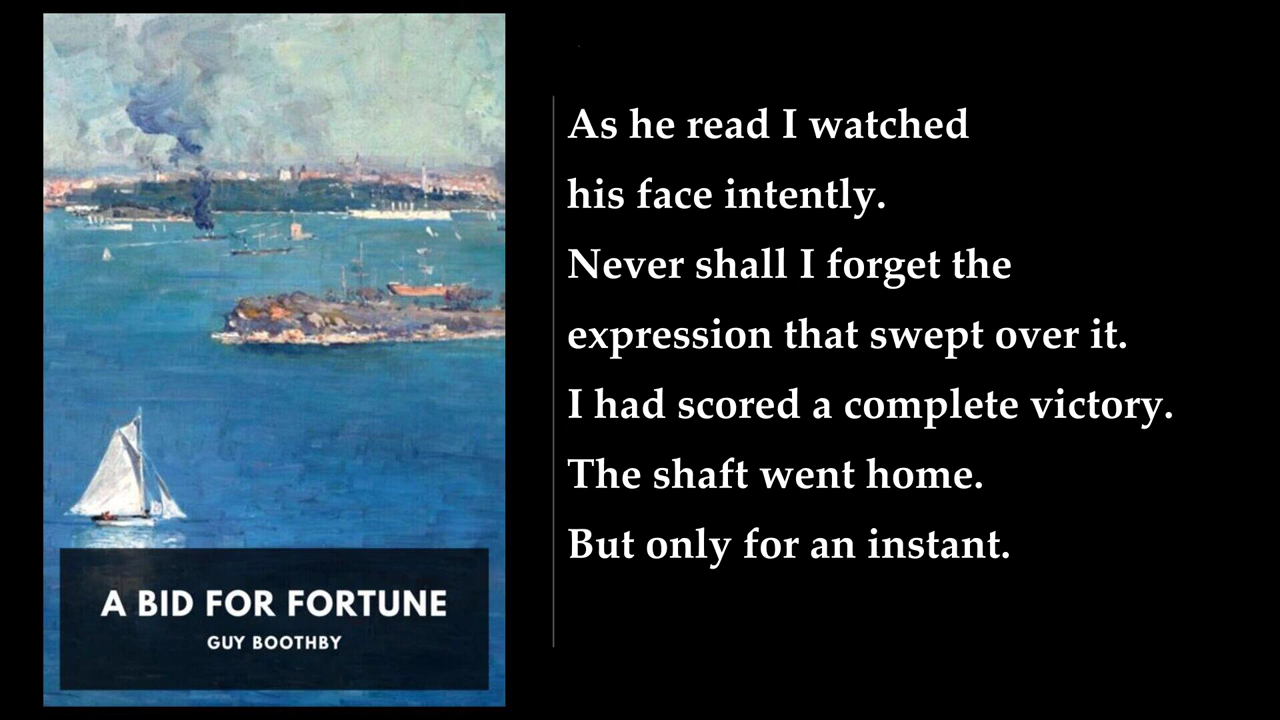 A BID FOR FORTUNE
GUY BOOTHBY
As he read I watched
his face intently.
Never shall I forget the
expression that swept over it.
I had scored a complete victory.
The shaft went home.
But only for an instant.